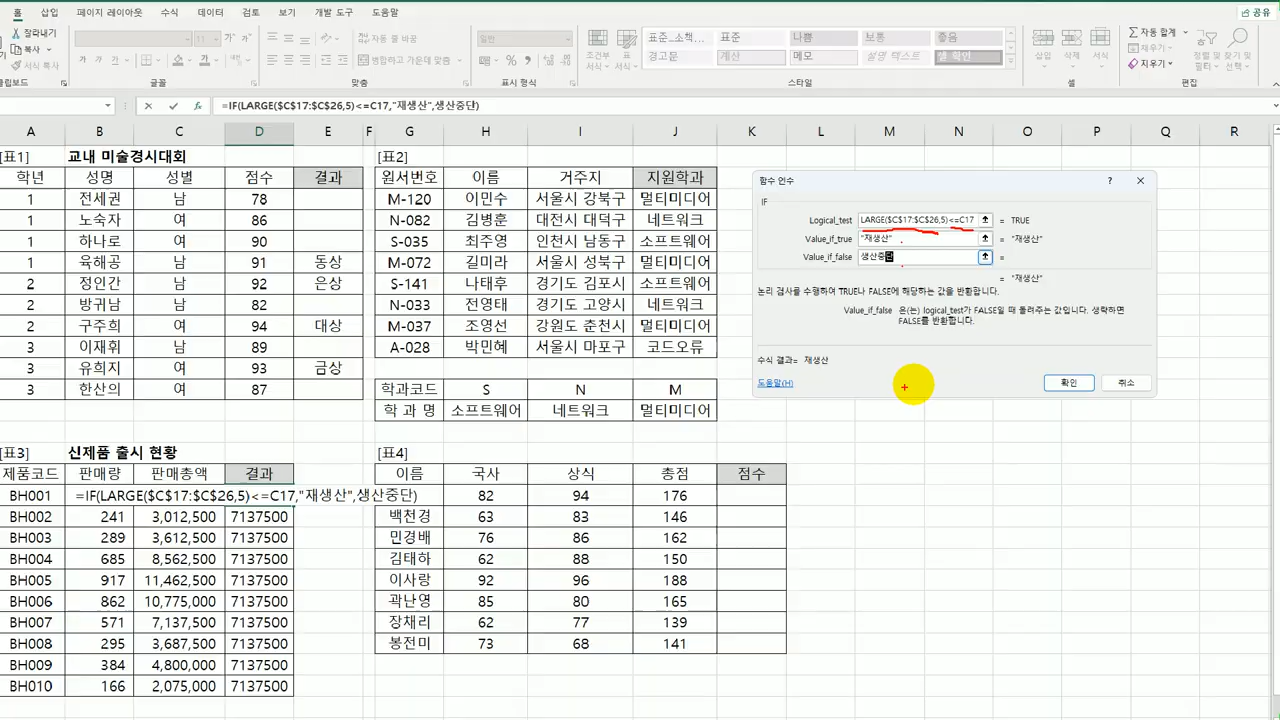 홈 삽입 페이지 레이아웃 수식 데이터 검토 보기 개발 도구 도움말 공유
잘라내기
복사
서식 복사
클립보드
글꼴
자동 줄 바꿈
병합하고 가운데 맞춤
맞춤
일반
표시 형식
조건부 서식
표준_소책... 표준 나쁨 보통 좋음
경고문 계산 메모 설명 텍스트 셀 확인
스타일
삽입 삭제 서식
셀
자동 합계
채우기
지우기
정렬 및 필터
편집
=IF(LARGE($C$17:$C$26,5)<=C17,"재생산",생산중단)
A B C D E F G H I J K L M N O P Q R
[표1] 교내 미술경시대회 [표2]
학년 성명 성별 점수 결과 원서번호 이름 거주지 지원학과
1 전세권 남 78 M-120 이민수 서울시 강북구 멀티미디어
1 노숙자 여 86 N-082 김병훈 대전시 대덕구 네트워크
1 하나로 여 90 S-035 최주영 인천시 남동구 소프트웨어
1 육해공 남 91 동상 M-072 길미라 서울시 성북구 멀티미디어
2 정인간 남 92 은상 S-141 나태후 경기도 김포시 소프트웨어
2 방귀남 남 82 N-033 전영태 경기도 고양시 네트워크
2 구주희 여 94 대상 M-037 조영선 강원도 춘천시 멀티미디어
3 이재휘 남 89 A-028 박민혜 서울시 마포구 코드오류
3 유희지 여 93 금상
3 한산의 여 87 학과코드 S N M
학 과 명 소프트웨어 네트워크 멀티미디어
[표3] 신제품 출시 현황 [표4]
제품코드 판매량 판매총액 결과 이름 국사 상식 총점 점수
BH001 =IF(LARGE($C$17:$C$26,5)<=C17,"재생산",생산중단) 82 94 176
BH002 241 3,012,500 7137500 백천경 63 83 146
BH003 289 3,612,500 7137500 민경배 76 86 162
BH004 685 8,562,500 7137500 김태하 62 88 150
BH005 917 11,462,500 7137500 이사랑 92 96 188
BH006 862 10,775,000 7137500 곽난영 85 80 165
BH007 571 7,137,500 7137500 장채리 62 77 139
BH008 295 3,687,500 7137500 봉전미 73 68 141
BH009 384 4,800,000 7137500
BH010 166 2,075,000 7137500
함수 인수 ?
IF
Logical_test LARGE($C$17:$C$26,5)<=C17 = TRUE
Value_if_true "재생산" = "재생산"
Value_if_false 생산중단 =
= "재생산"
논리 검사를 수행하여 TRUE나 FALSE에 해당하는 값을 반환합니다.
Value_if_false 은(는) logical_test가 FALSE일 때 돌려주는 값입니다. 생략하면
FALSE를 반환합니다.
수식 결과= 재생산
도움말(H) 확인 취소